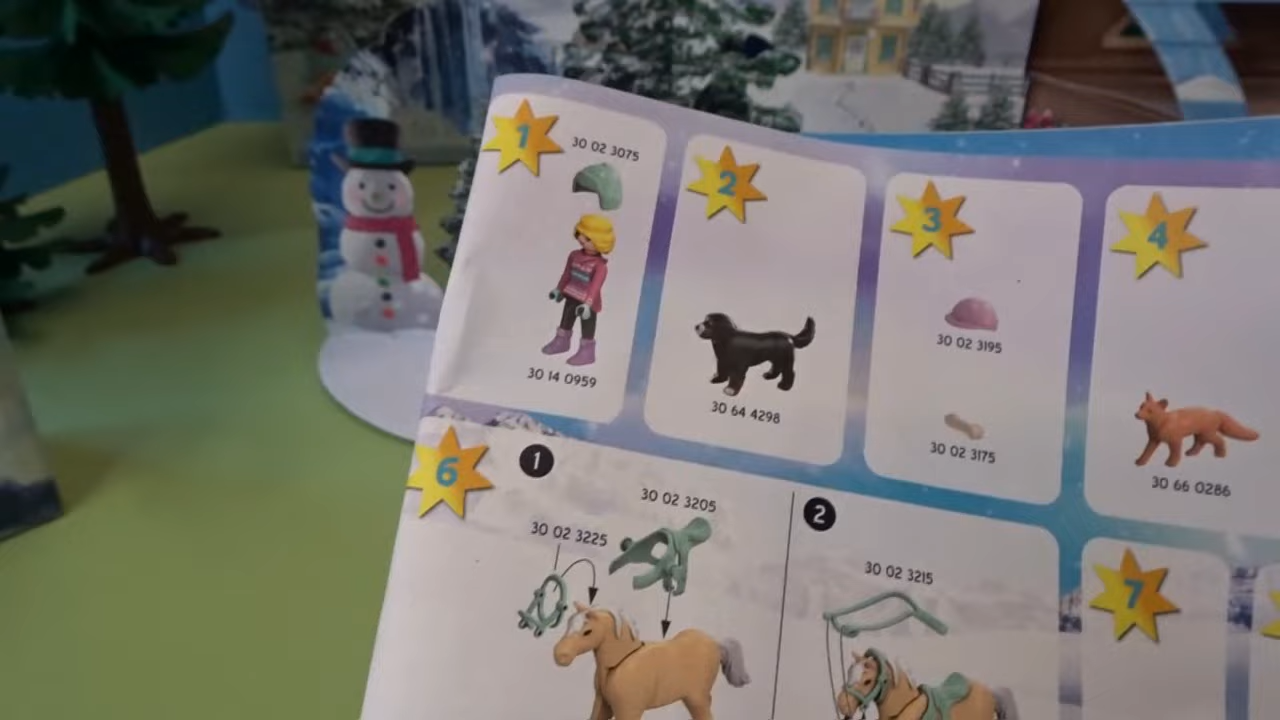 1
30 02 3075
30 14 0959
2
30 64 4298
3
30 02 3195
30 02 3175
4
30 66 0286
6
1
30 02 3205
30 02 3225
2
30 02 3215
7